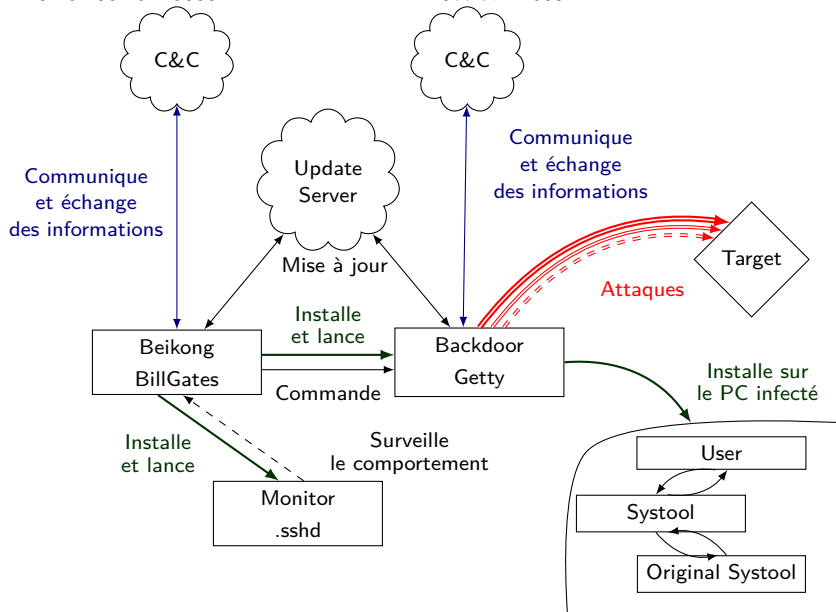 C&C
C&C
Update
Server
Communique
et échange
des informations
Communique
et échange
des informations
Mise à jour
Target
Attaques
Installe
et lance
Beikong
BillGates
Backdoor
Getty
Commande
Installe sur
le PC infecté
Installe
et lance
Surveille
le comportement
Monitor
.sshd
User
Systool
Original Systool